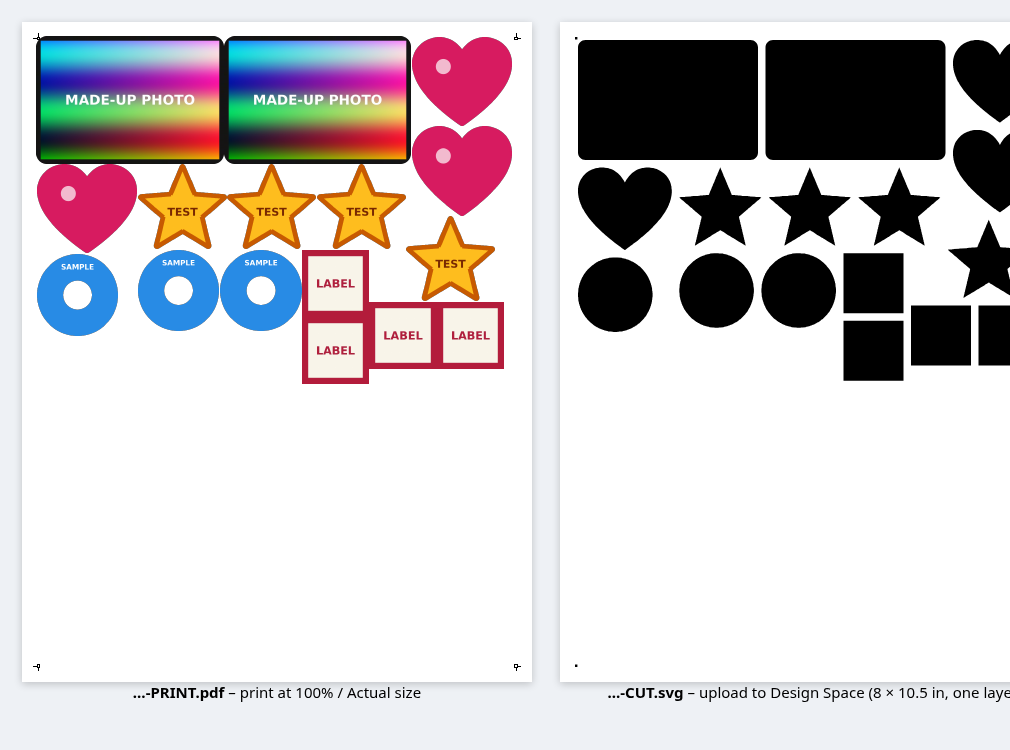 MADE-UP PHOTO
MADE-UP PHOTO
TEST
TEST
TEST
TEST
SAMPLE
SAMPLE
SAMPLE
LABEL
LABEL
LABEL
LABEL
...-PRINT.pdf – print at 100% / Actual size
...-CUT.svg – upload to Design Space (8 × 10.5 in, one laye